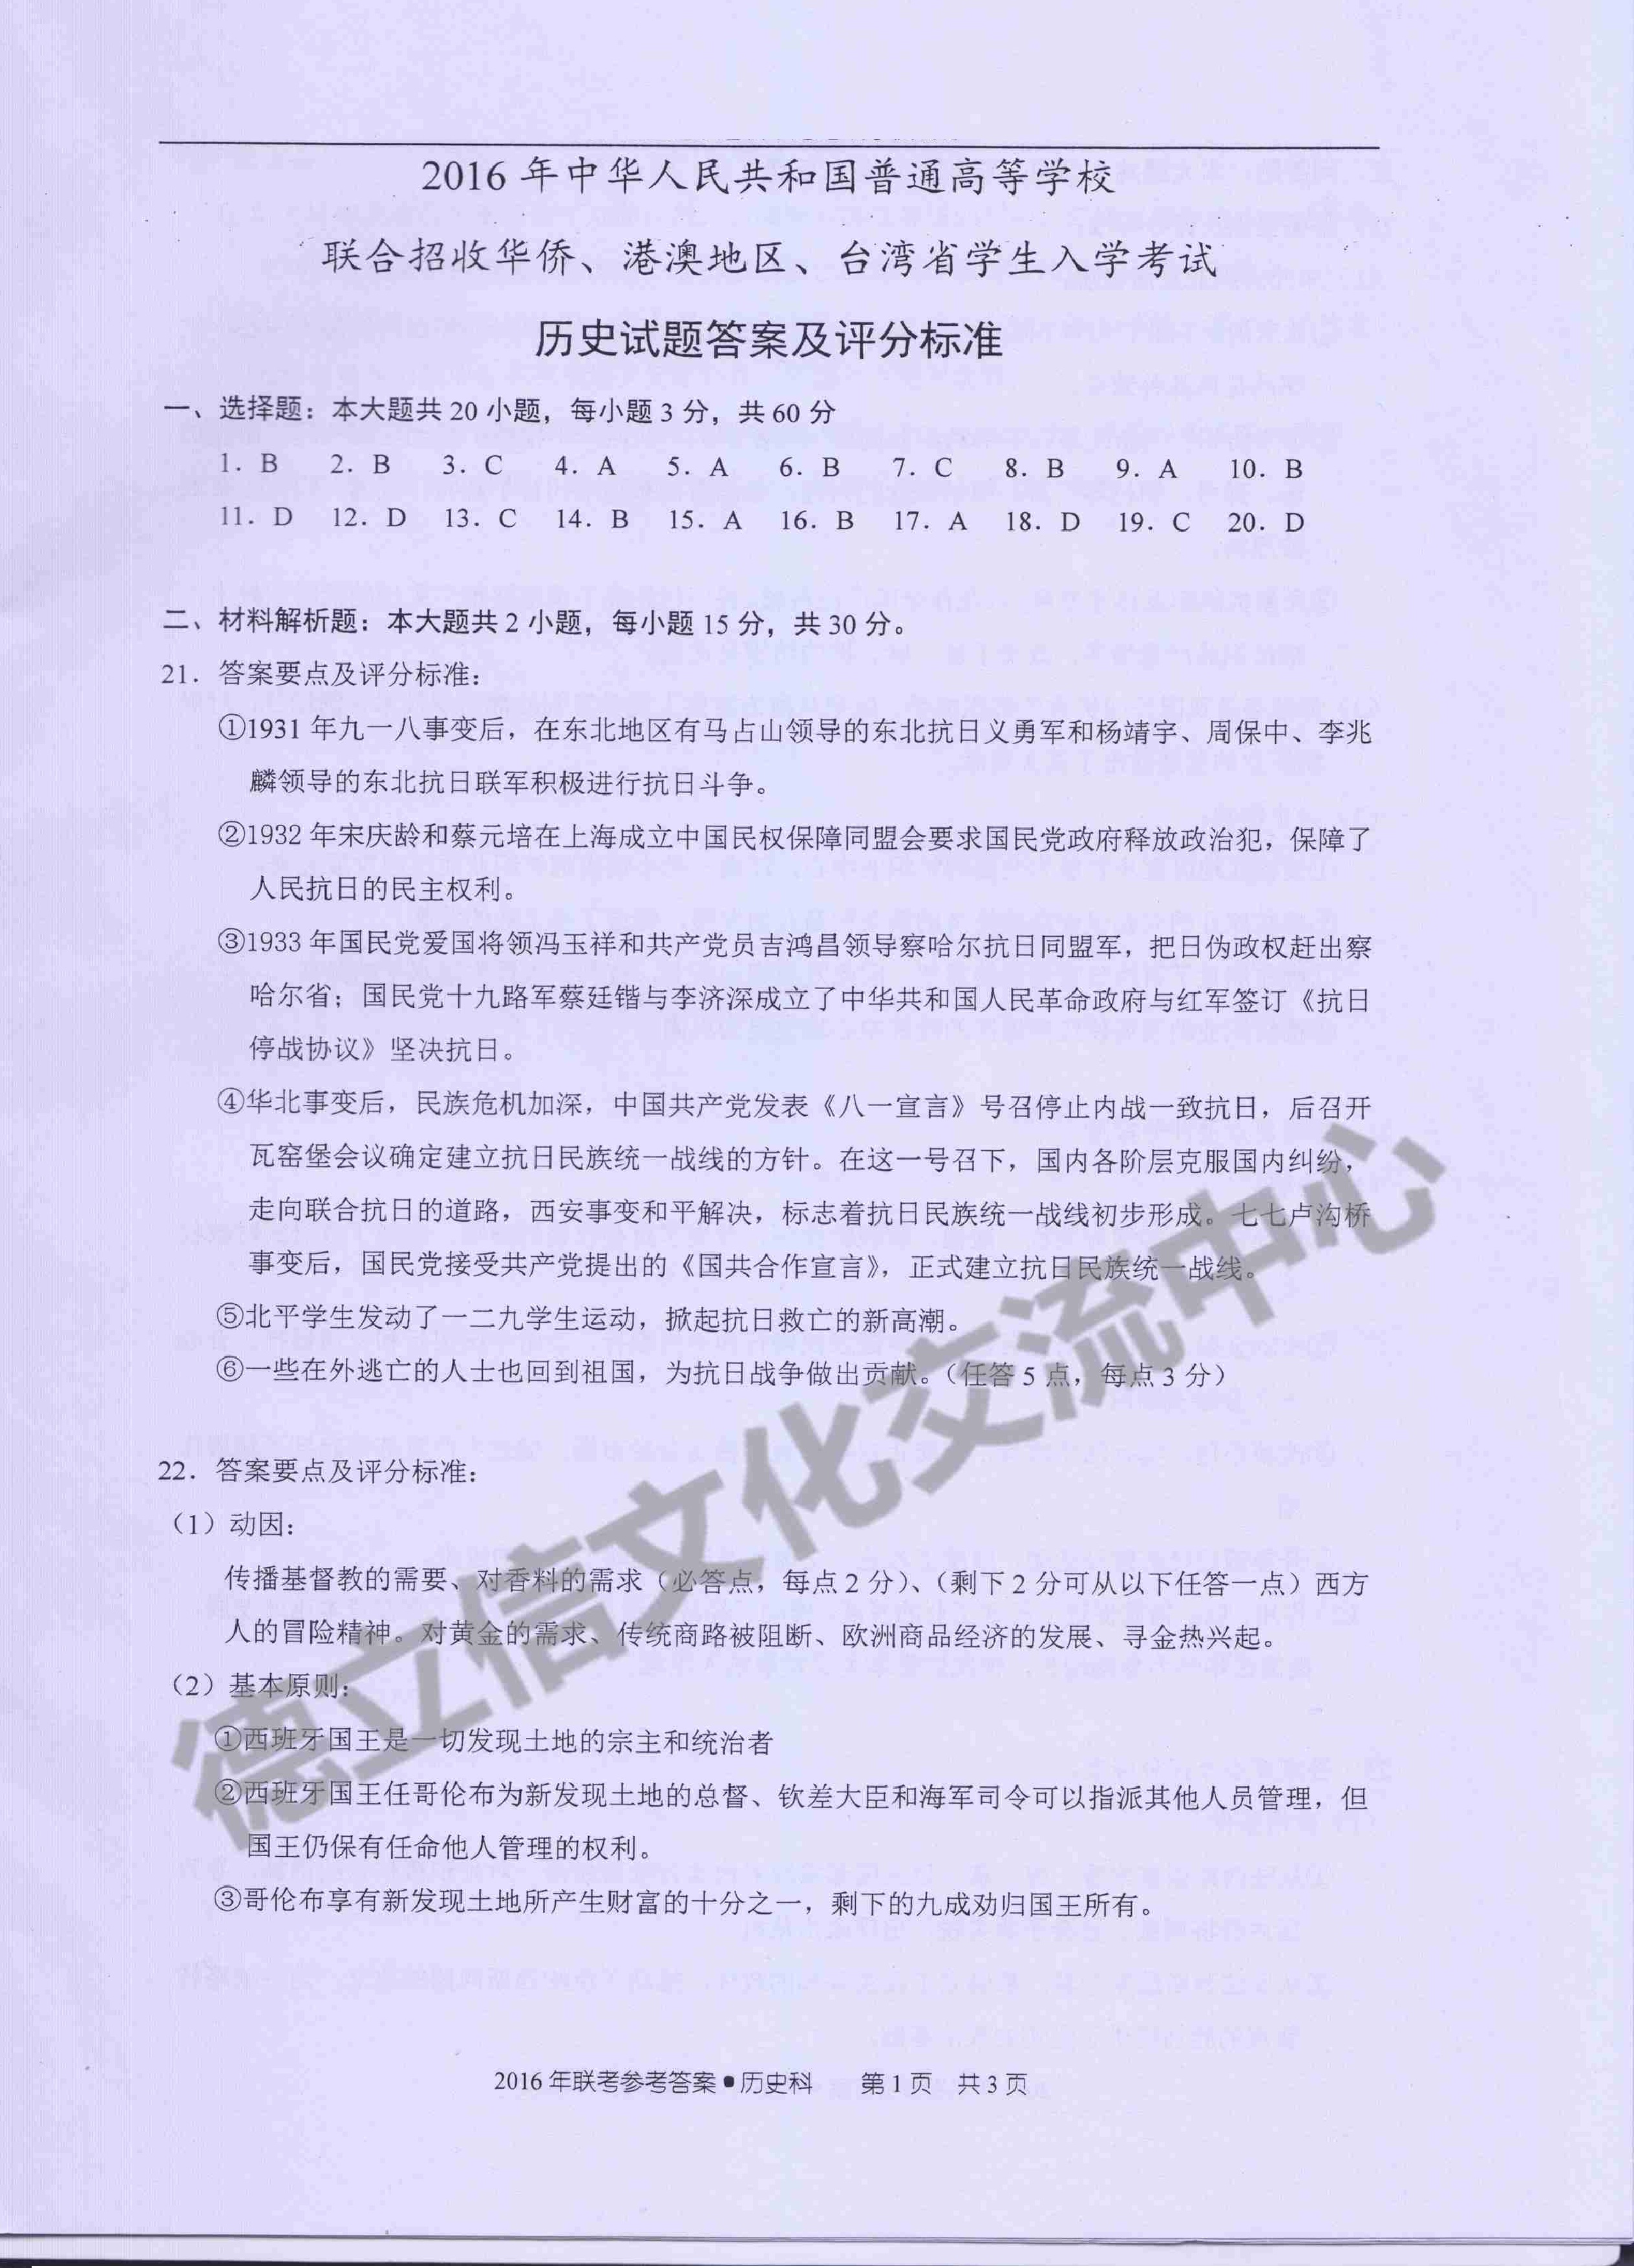 2016 年中华人民共和国普通高等学校
联合招收华侨、港澳地区、台湾省学生入学考试
历史试题答案及评分标准
一、选择题：本大题共 20 小题，每小题 3 分，共 60 分
1．B 2．B 3．C 4．A 5．A 6．B 7．C 8．B 9．A 10．B
11．D 12．D 13．C 14．B 15．A 16．B 17．A 18．D 19．C 20．D
二、材料解析题：本大题共 2 小题，每小题 15 分，共 30 分。
21．答案要点及评分标准：
①1931 年九一八事变后，在东北地区有马占山领导的东北抗日义勇军和杨靖宇、周保中、李兆
麟领导的东北抗日联军积极进行抗日斗争。
②1932 年宋庆龄和蔡元培在上海成立中国民权保障同盟会要求国民党政府释放政治犯，保障了
人民抗日的民主权利。
③1933 年国民党爱国将领冯玉祥和共产党员吉鸿昌领导察哈尔抗日同盟军，把日伪政权赶出察
哈尔省；国民党十九路军蔡廷锴与李济深成立了中华共和国人民革命政府与红军签订《抗日
停战协议》坚决抗日。
④华北事变后，民族危机加深，中国共产党发表《八一宣言》号召停止内战一致抗日，后召开
瓦窑堡会议确定建立抗日民族统一战线的方针。在这一号召下，国内各阶层克服国内纠纷，
走向联合抗日的道路，西安事变和平解决，标志着抗日民族统一战线初步形成。七七卢沟桥
事变后，国民党接受共产党提出的《国共合作宣言》，正式建立抗日民族统一战线。
⑤北平学生发动了一二九学生运动，掀起抗日救亡的新高潮。
⑥一些在外逃亡的人士也回到祖国，为抗日战争做出贡献。（任答 5 点，每点 3 分）
22．答案要点及评分标准：
（1）动因：
传播基督教的需要、对香料的需求（必答点，每点 2 分）、（剩下 2 分可从以下任答一点）西方
人的冒险精神。对黄金的需求、传统商路被阻断、欧洲商品经济的发展、寻金热兴起。
（2）基本原则：
①西班牙国王是一切发现土地的宗主和统治者
②西班牙国王任哥伦布为新发现土地的总督、钦差大臣和海军司令可以指派其他人员管理，但
国王仍保有任命他人管理的权利。
③哥伦布享有新发现土地所产生财富的十分之一，剩下的九成劝归国王所有。
德立信文化交流中心
2016 年联考参考答案●历史科 第 1 页 共 3 页